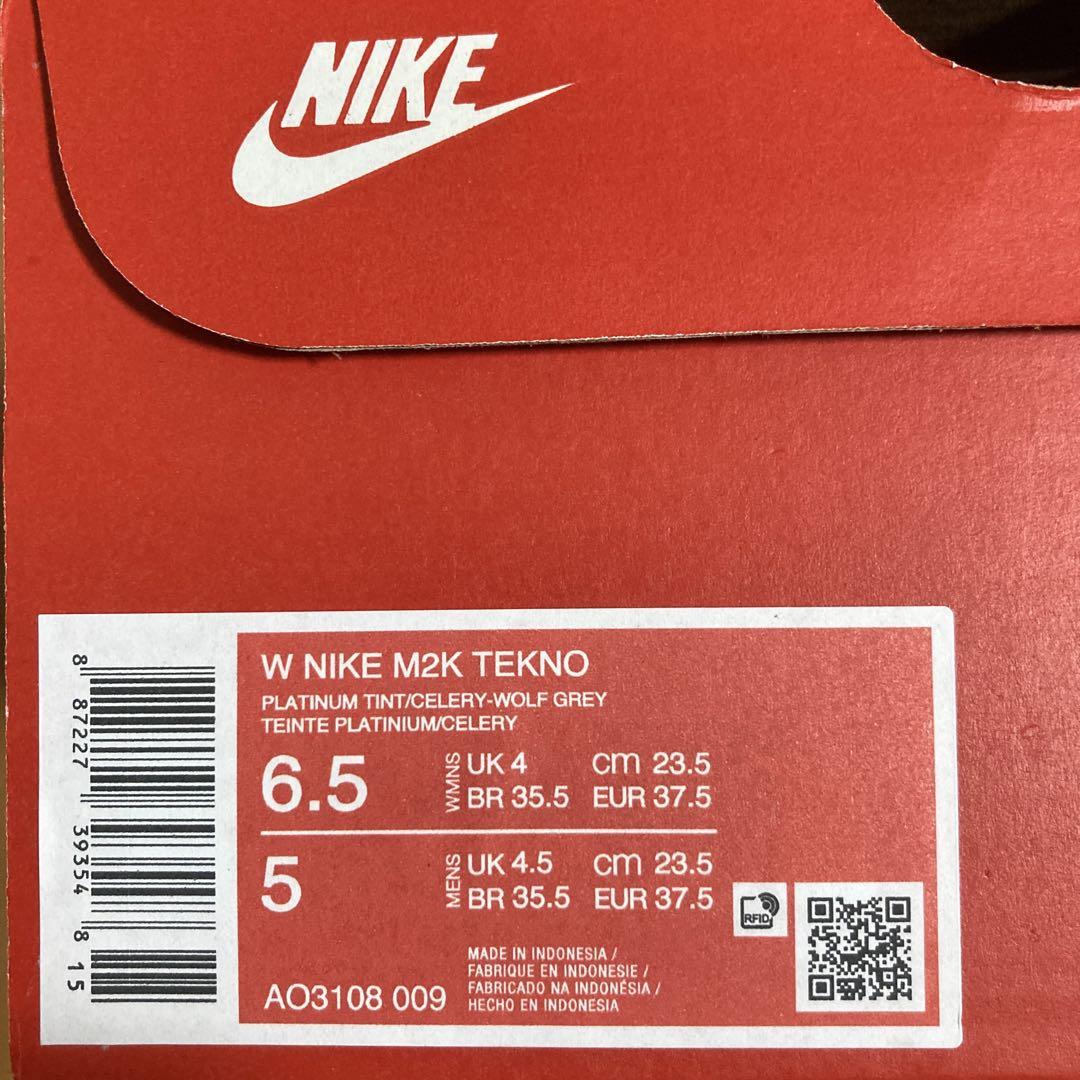 NIKE
W NIKE M2K TEKNO
PLATINUM TINT/CELERY-WOLF GREY
TEINTE PLATINIUM/CELERY
6.5 WMNS UK 4 cm 23.5
BR 35.5 EUR 37.5
5 MENS UK 4.5 cm 23.5
BR 35.5 EUR 37.5
RFID
MADE IN INDONESIA /
FABRIQUE EN INDONESIE /
FABRICADO NA INDONÉSIA /
HECHO EN INDONESIA
AO3108 009
8 87227 39354 8 15